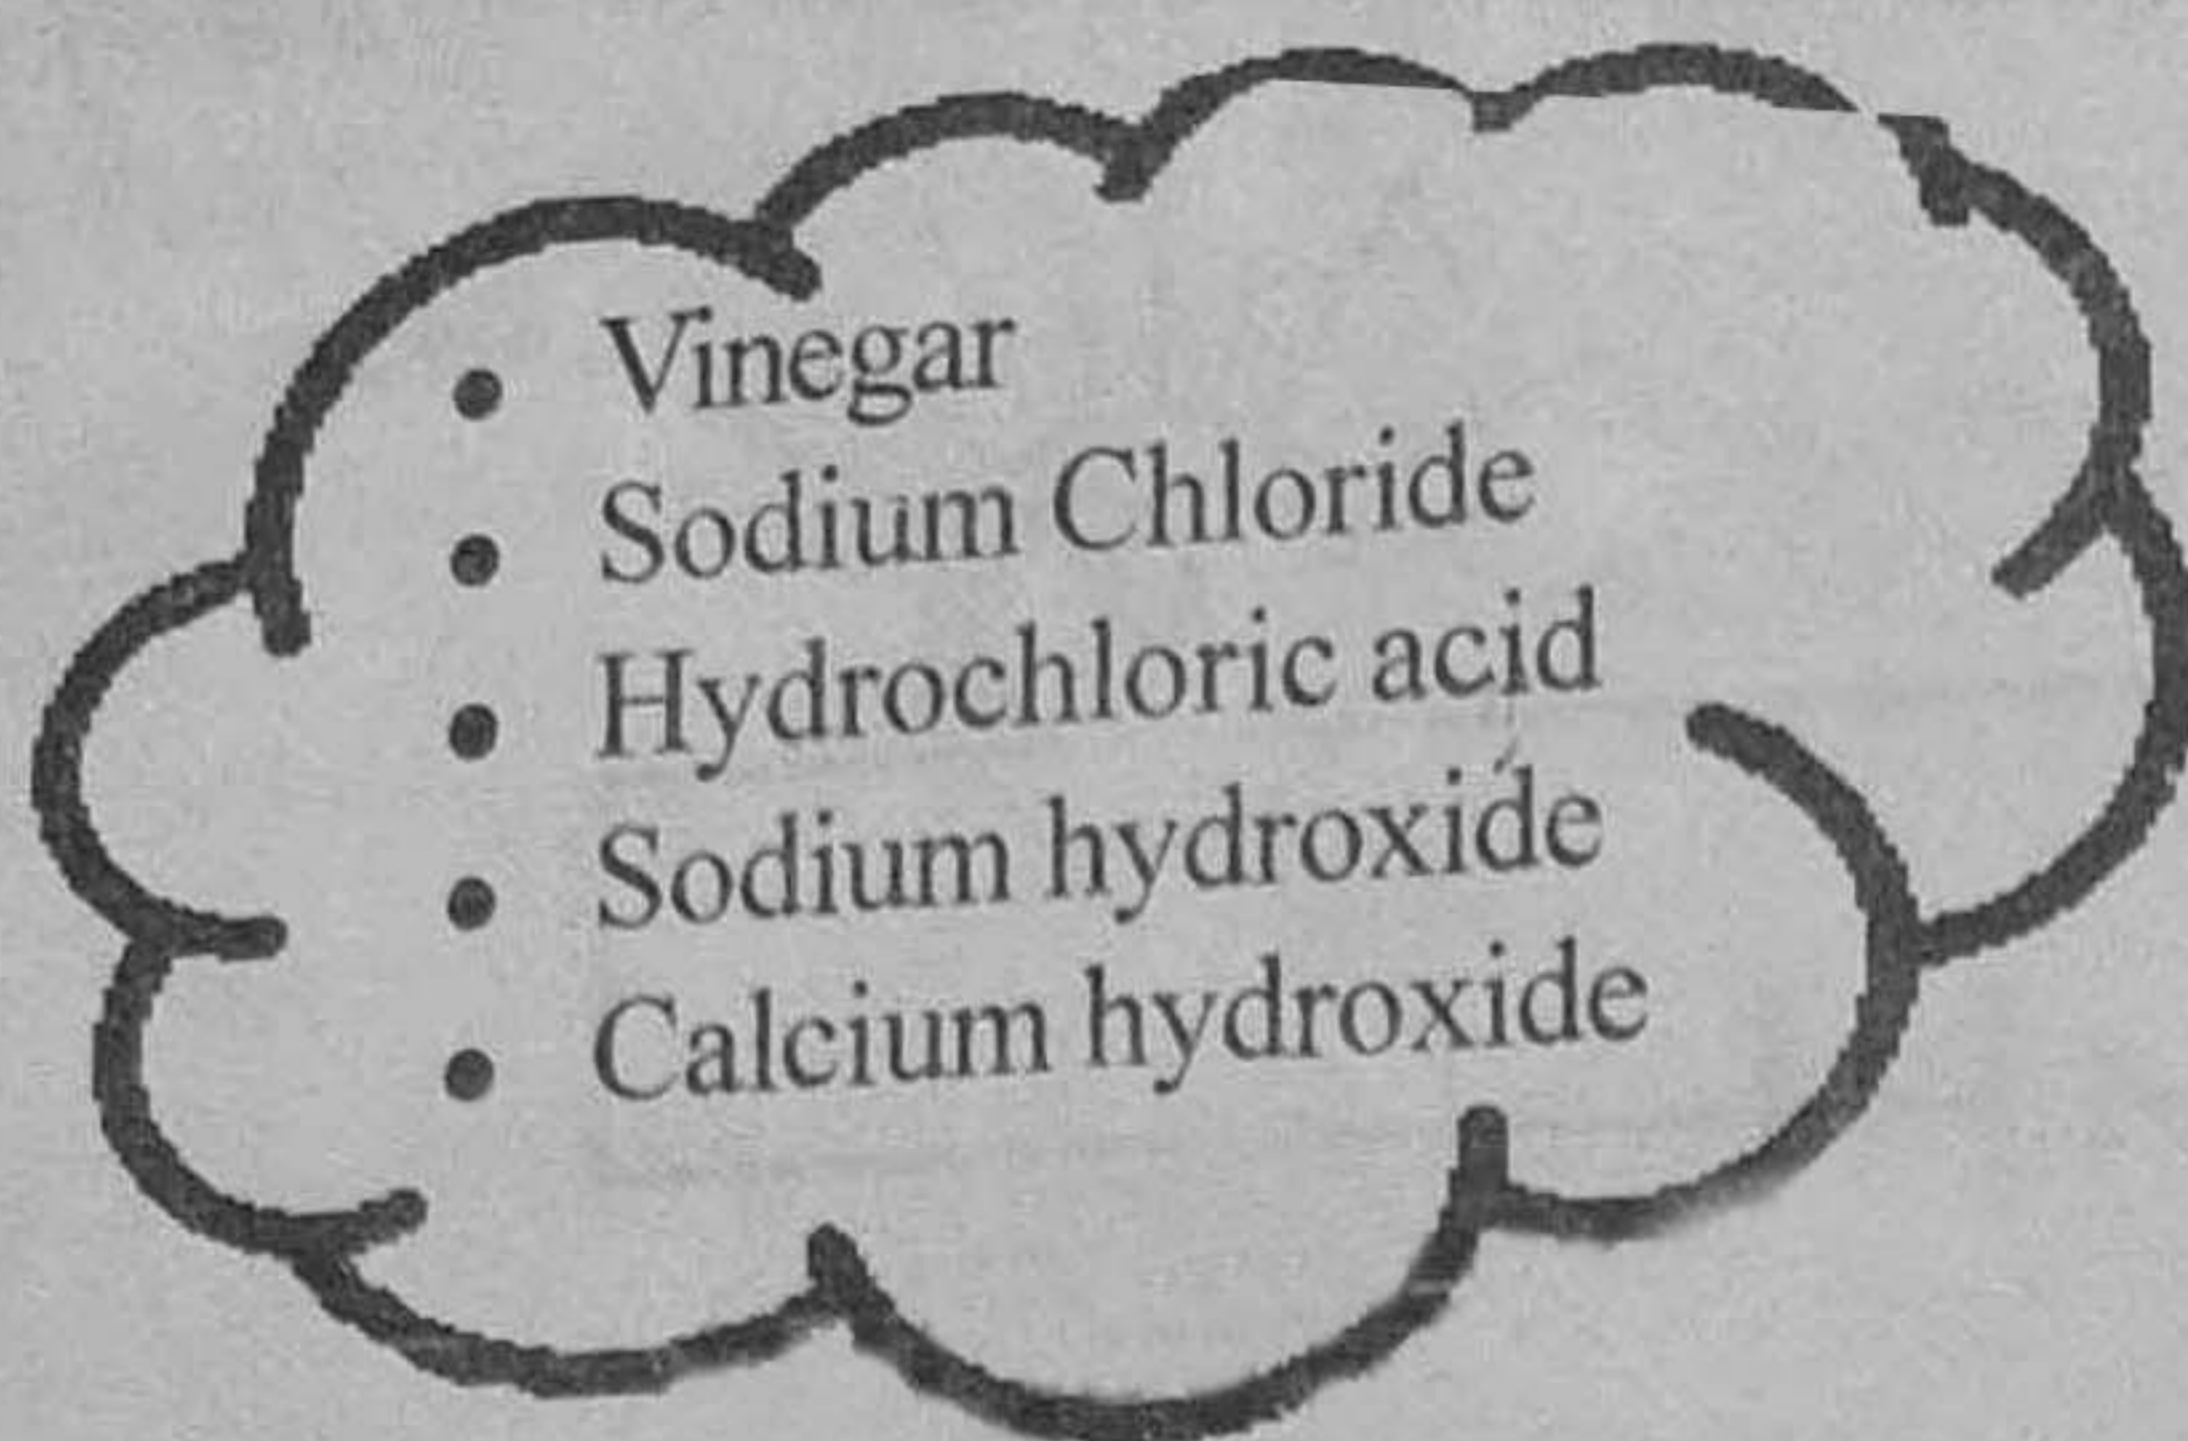 • Vinegar
• Sodium Chloride
• Hydrochloric acid
• Sodium hydroxide
• Calcium hydroxide